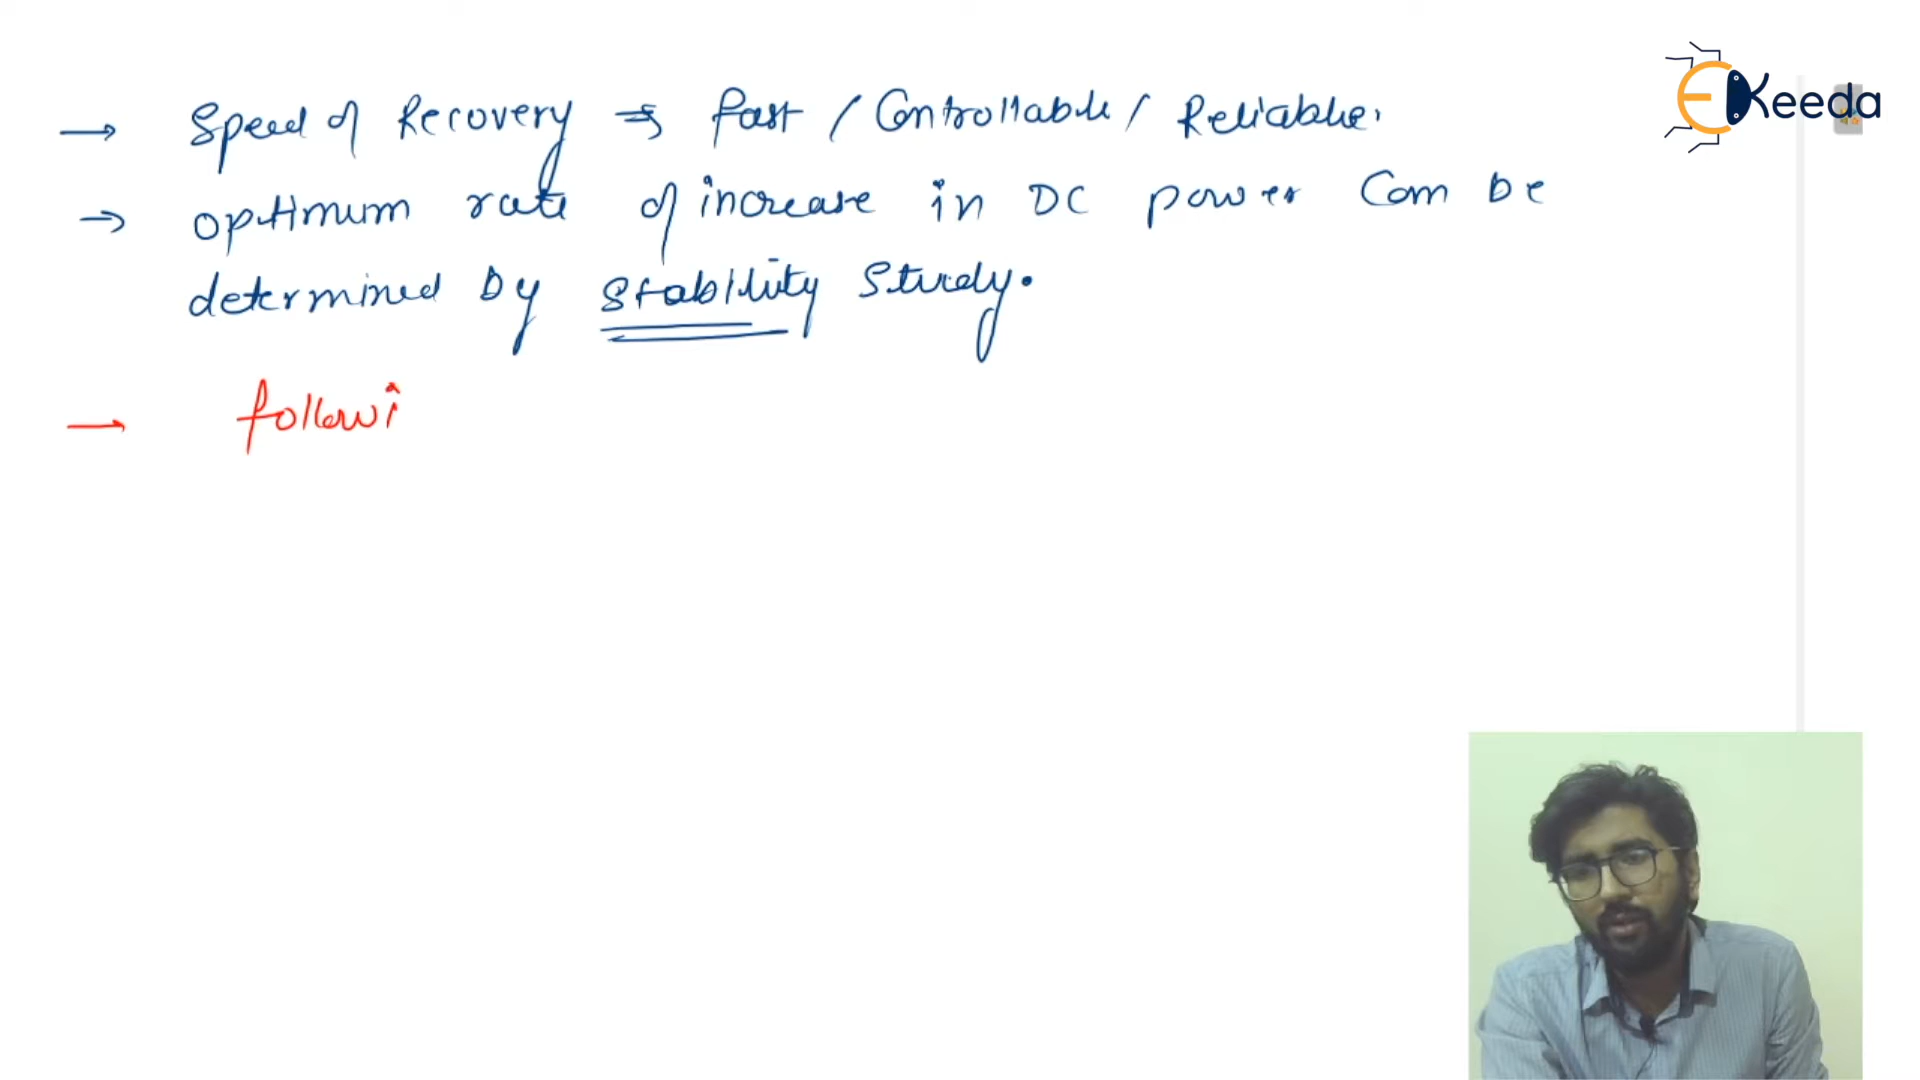 EKeeda
→ Speed of Recovery ⇒ fast / Controllable / Reliable.
→ optimum rate of increase in DC power Can be
determined by Stability Study.
→ followi